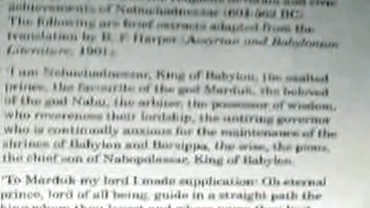 achievements of Nebuchadnezzar (604-562 BC).
The following are brief extracts adapted from the
translation by R. F. Harper (Assyrian and Babylonian
Literature, 1901):
'I am Nebuchadnezzar, King of Babylon, the exalted
prince, the favourite of the god Marduk, the beloved
of the god Nabu, the arbiter, the possessor of wisdom,
who reverences their lordship, the untiring governor
who is continually anxious for the maintenance of the
shrines of Babylon and Borsippa, the wise, the pious,
the chief son of Nabopolassar, King of Babylon.
'To Marduk my lord I made supplication: Oh eternal
prince, lord of all being, guide in a straight path the